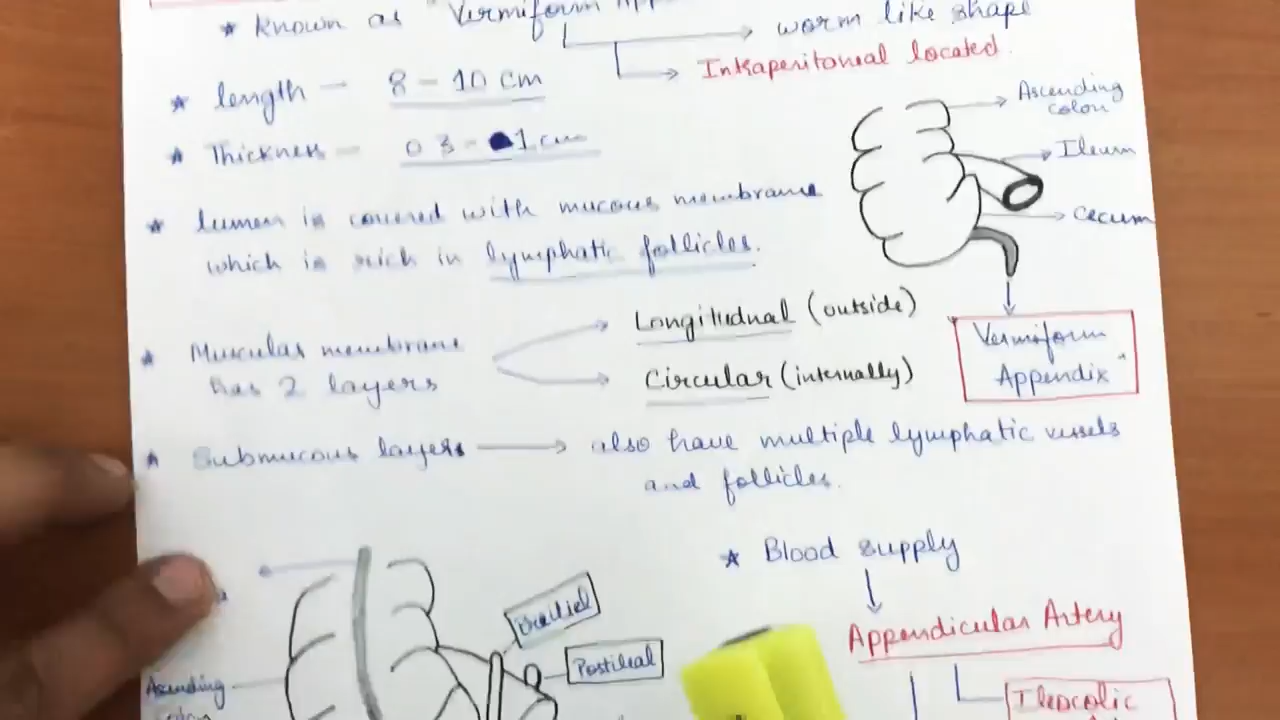 ★ known as "Vermiform
→ worm like shape
→ Intraperitonial located.
★ length – 8 – 10 cm
★ Thickness – 0 3 - 1 cm
★ lumen is covered with mucous membrane
which is rich in lymphatic follicles.
Ascending
colon
Ileum
Cecum
Vermiform
Appendix"
★ Muscular membrane
has 2 layers
Longitudnal (outside)
Circular (internally)
★ Submucous layers → also have multiple lymphatic vessels
and follicles.
★ Blood supply
Appendicular Artery
Ileocolic
Postileal
Ascending
colon